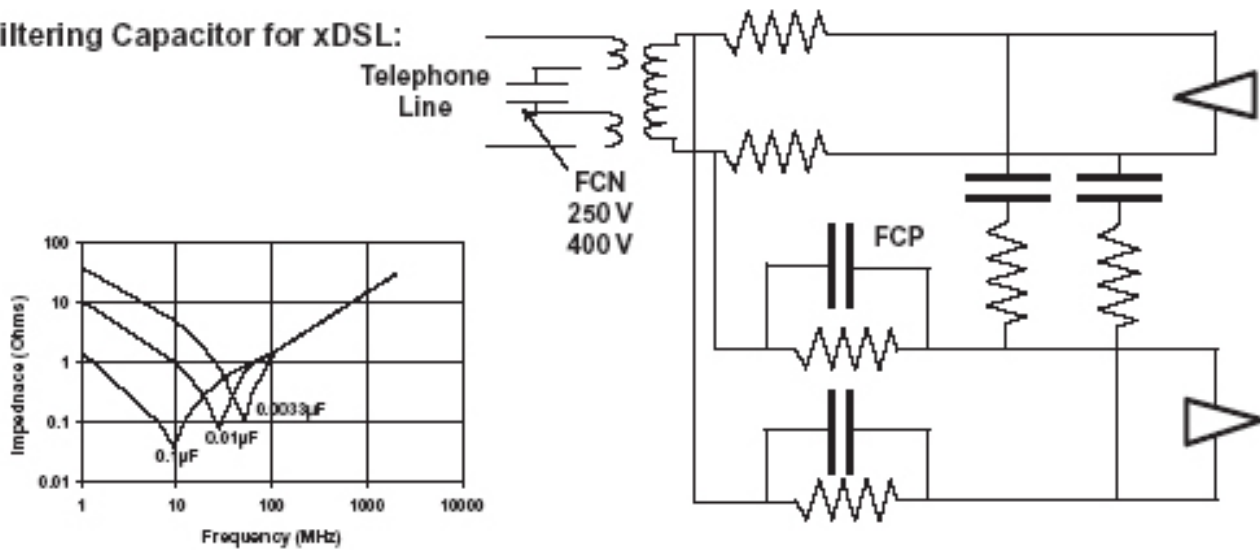 iltering Capacitor for xDSL:
Telephone
Line
FCN
250 V
400 V
FCP
100
10
1
0.1
0.01
Impednace (Ohms)
0.0033µF
0.01µF
0.1µF
1
10
100
1000
10000
Frequency (MHz)